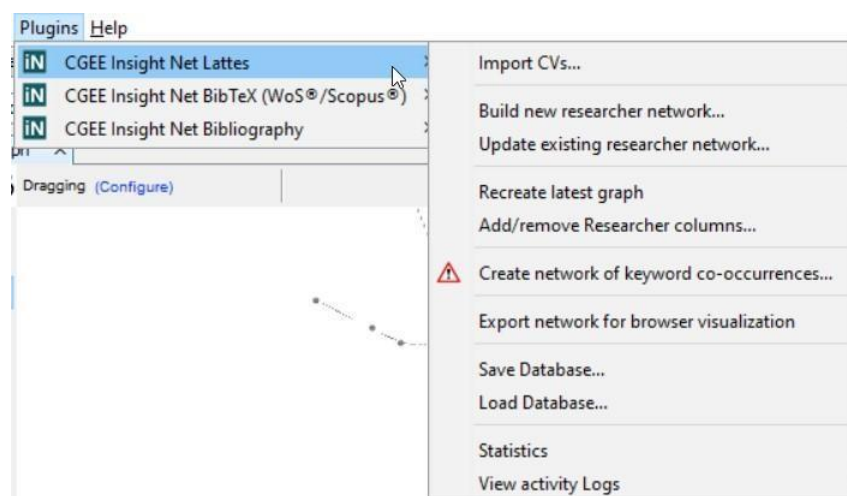 Plugins Help
iN CGEE Insight Net Lattes
iN CGEE Insight Net BibTeX (WoS®/Scopus®)
iN CGEE Insight Net Bibliography
Dragging (Configure)
Import CVs...
Build new researcher network...
Update existing researcher network...
Recreate latest graph
Add/remove Researcher columns...
Create network of keyword co-occurrences...
Export network for browser visualization
Save Database...
Load Database...
Statistics
View activity Logs